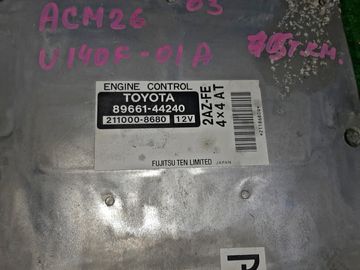 ACM26 03
U140F-01A T.KM.
ENGINE CONTROL
TOYOTA
89661-44240
211000-8680 12V
2AZ-FE
4×4 AT
FUJITSU TEN LIMITED JAPAN